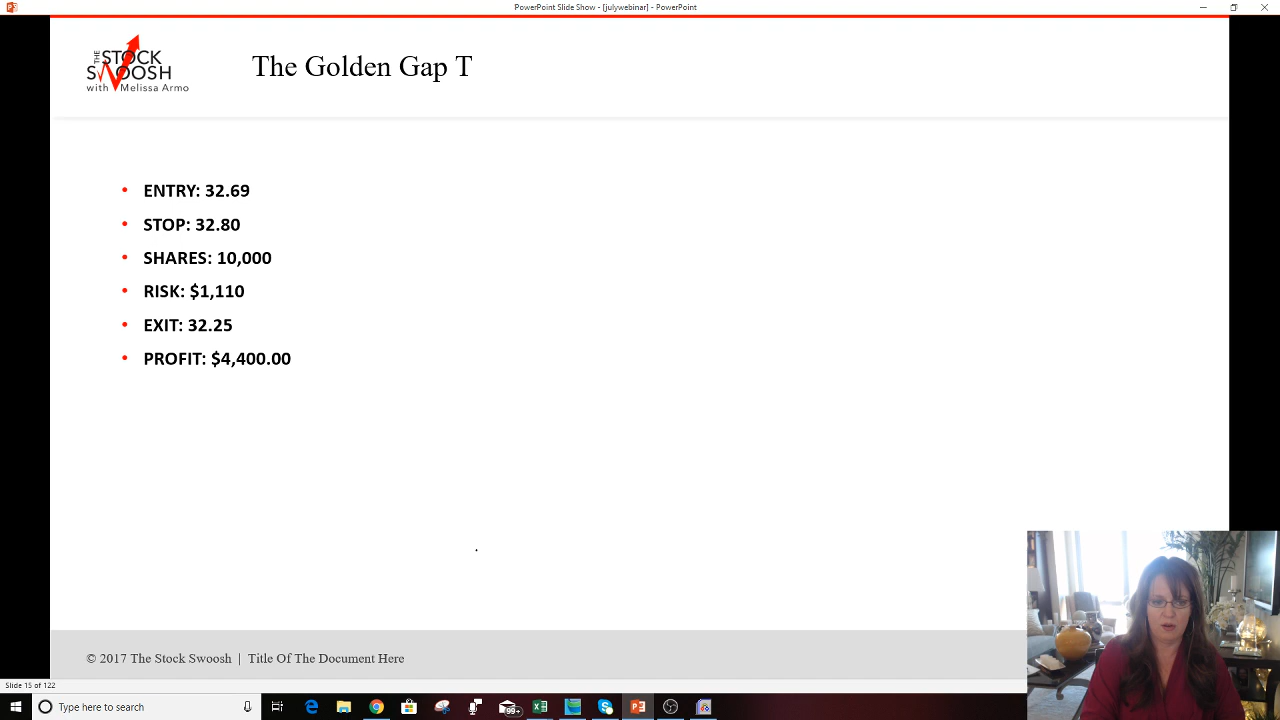 PowerPoint Slide Show - [julywebinar] - PowerPoint
THE
STOCK
SWOOSH
with Melissa Armo
The Golden Gap T
• ENTRY: 32.69
• STOP: 32.80
• SHARES: 10,000
• RISK: $1,110
• EXIT: 32.25
• PROFIT: $4,400.00
© 2017 The Stock Swoosh | Title Of The Document Here
Slide 15 of 122
Type here to search
99+